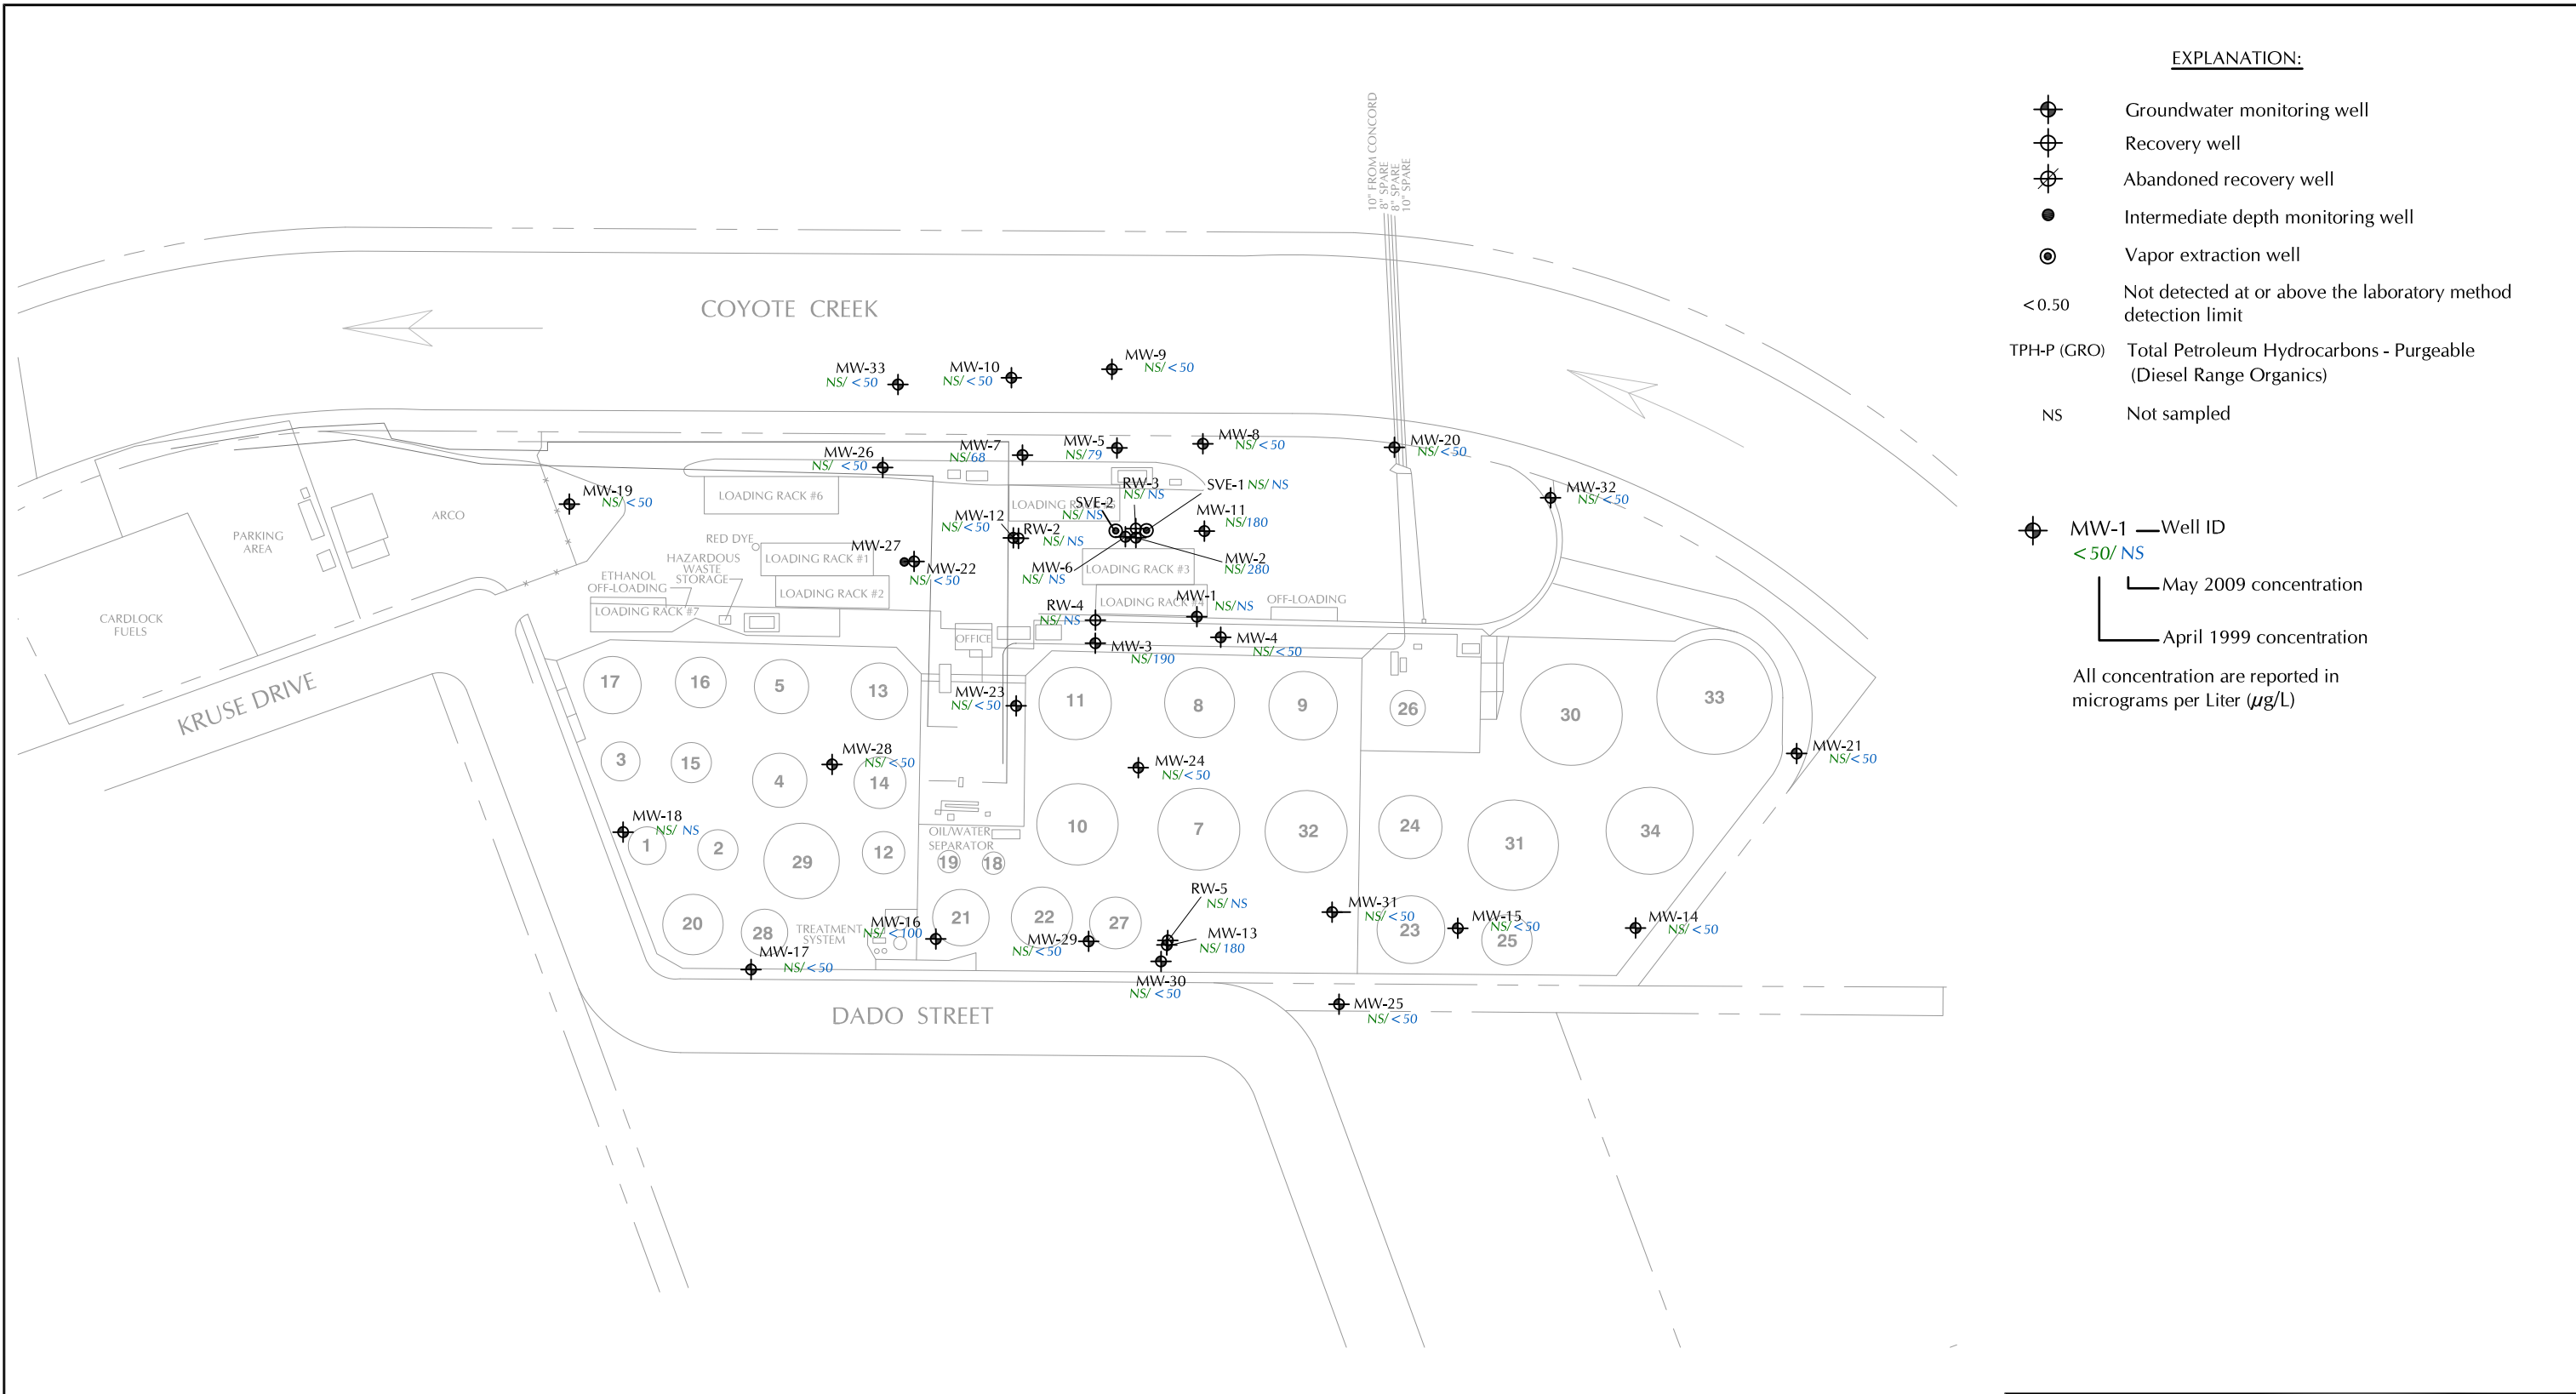 EXPLANATION:
Groundwater monitoring well
Recovery well
Abandoned recovery well
Intermediate depth monitoring well
Vapor extraction well
<0.50 Not detected at or above the laboratory method
detection limit
TPH-P (GRO) Total Petroleum Hydrocarbons - Purgeable
(Diesel Range Organics)
NS Not sampled
MW-1 Well ID
<50/ NS
May 2009 concentration
April 1999 concentration
All concentration are reported in
micrograms per Liter (µg/L)
10" FROM CONCORD
8" SPARE
8" SPARE
10" SPARE
COYOTE CREEK
MW-33
NS/ <50
MW-10
NS/<50
MW-9
NS/<50
MW-26
NS/ <50
MW-7
NS/68
MW-5
NS/79
MW-8
NS/<50
MW-20
NS/<50
MW-32
NS/<50
MW-19
NS/<50
LOADING RACK #6
RW-3
NS/ NS
SVE-1 NS/ NS
SVE-2
NS/ NS
MW-11
NS/180
MW-12
NS/<50
RW-2
NS/ NS
ARCO
PARKING
AREA
RED DYE
LOADING RACK #1
MW-27
MW-22
NS/<50
HAZARDOUS
WASTE
STORAGE
ETHANOL
OFF-LOADING
LOADING RACK #2
LOADING RACK #7
MW-6
NS/ NS
LOADING RACK #3
MW-2
NS/280
MW-1
NS/NS
OFF-LOADING
RW-4
NS/NS
MW-4
NS/<50
OFFICE
MW-3
NS/190
CARDLOCK
FUELS
KRUSE DRIVE
17
16
5
13
MW-23
NS/<50
11
8
9
26
30
33
3
15
4
MW-28
NS/<50
14
MW-24
NS/<50
MW-21
NS/<50
MW-18
NS/ NS
1
2
29
12
OIL/WATER
SEPARATOR
19
18
10
7
32
24
31
34
20
28
TREATMENT
SYSTEM
MW-16
NS/<100
21
22
27
RW-5
NS/ NS
MW-13
NS/180
MW-29
NS/<50
MW-31
NS/<50
23
MW-15
NS/<50
25
MW-14
NS/<50
MW-17
NS/<50
MW-30
NS/ <50
MW-25
NS/<50
DADO STREET